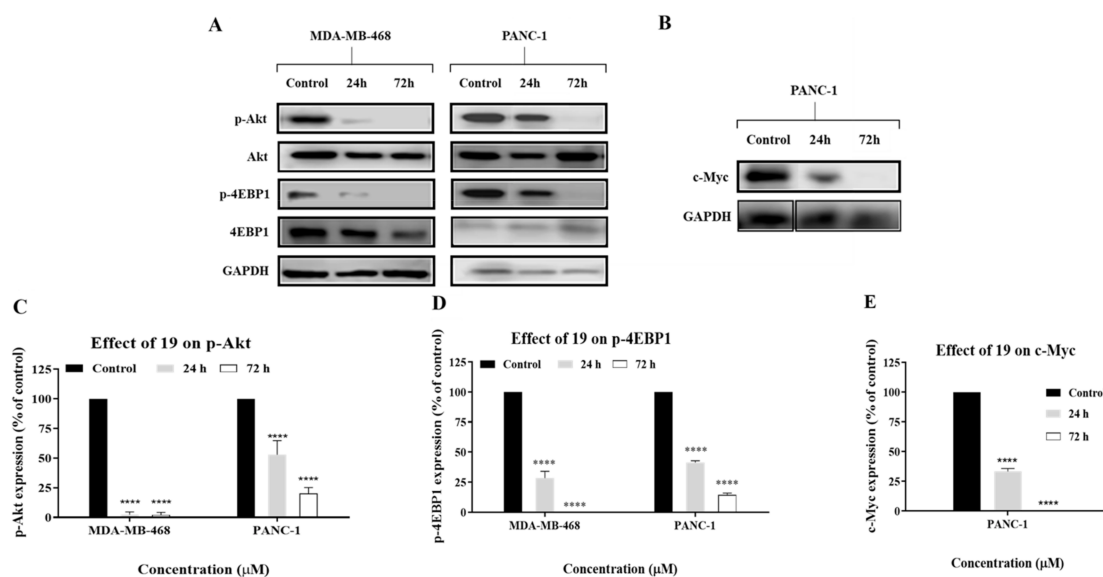 A
MDA-MB-468
PANC-1
Control 24h 72h
Control 24h 72h
p-Akt
Akt
p-4EBP1
4EBP1
GAPDH
B
PANC-1
Control 24h 72h
c-Myc
GAPDH
C
Effect of 19 on p-Akt
Control 24 h 72 h
p-Akt expression (% of control)
125
100
75
50
25
0
**** ****
****
****
MDA-MB-468 PANC-1
Concentration (μM)
D
Effect of 19 on p-4EBP1
Control 24 h 72 h
p-4EBP1 expression (% of control)
125
100
75
50
25
0
****
****
****
****
MDA-MB-468 PANC-1
Concentration (μM)
E
Effect of 19 on c-Myc
Contro
24 h
72 h
c-Myc expression (% of control)
125
100
75
50
25
0
****
****
PANC-1
Concentration (μM)